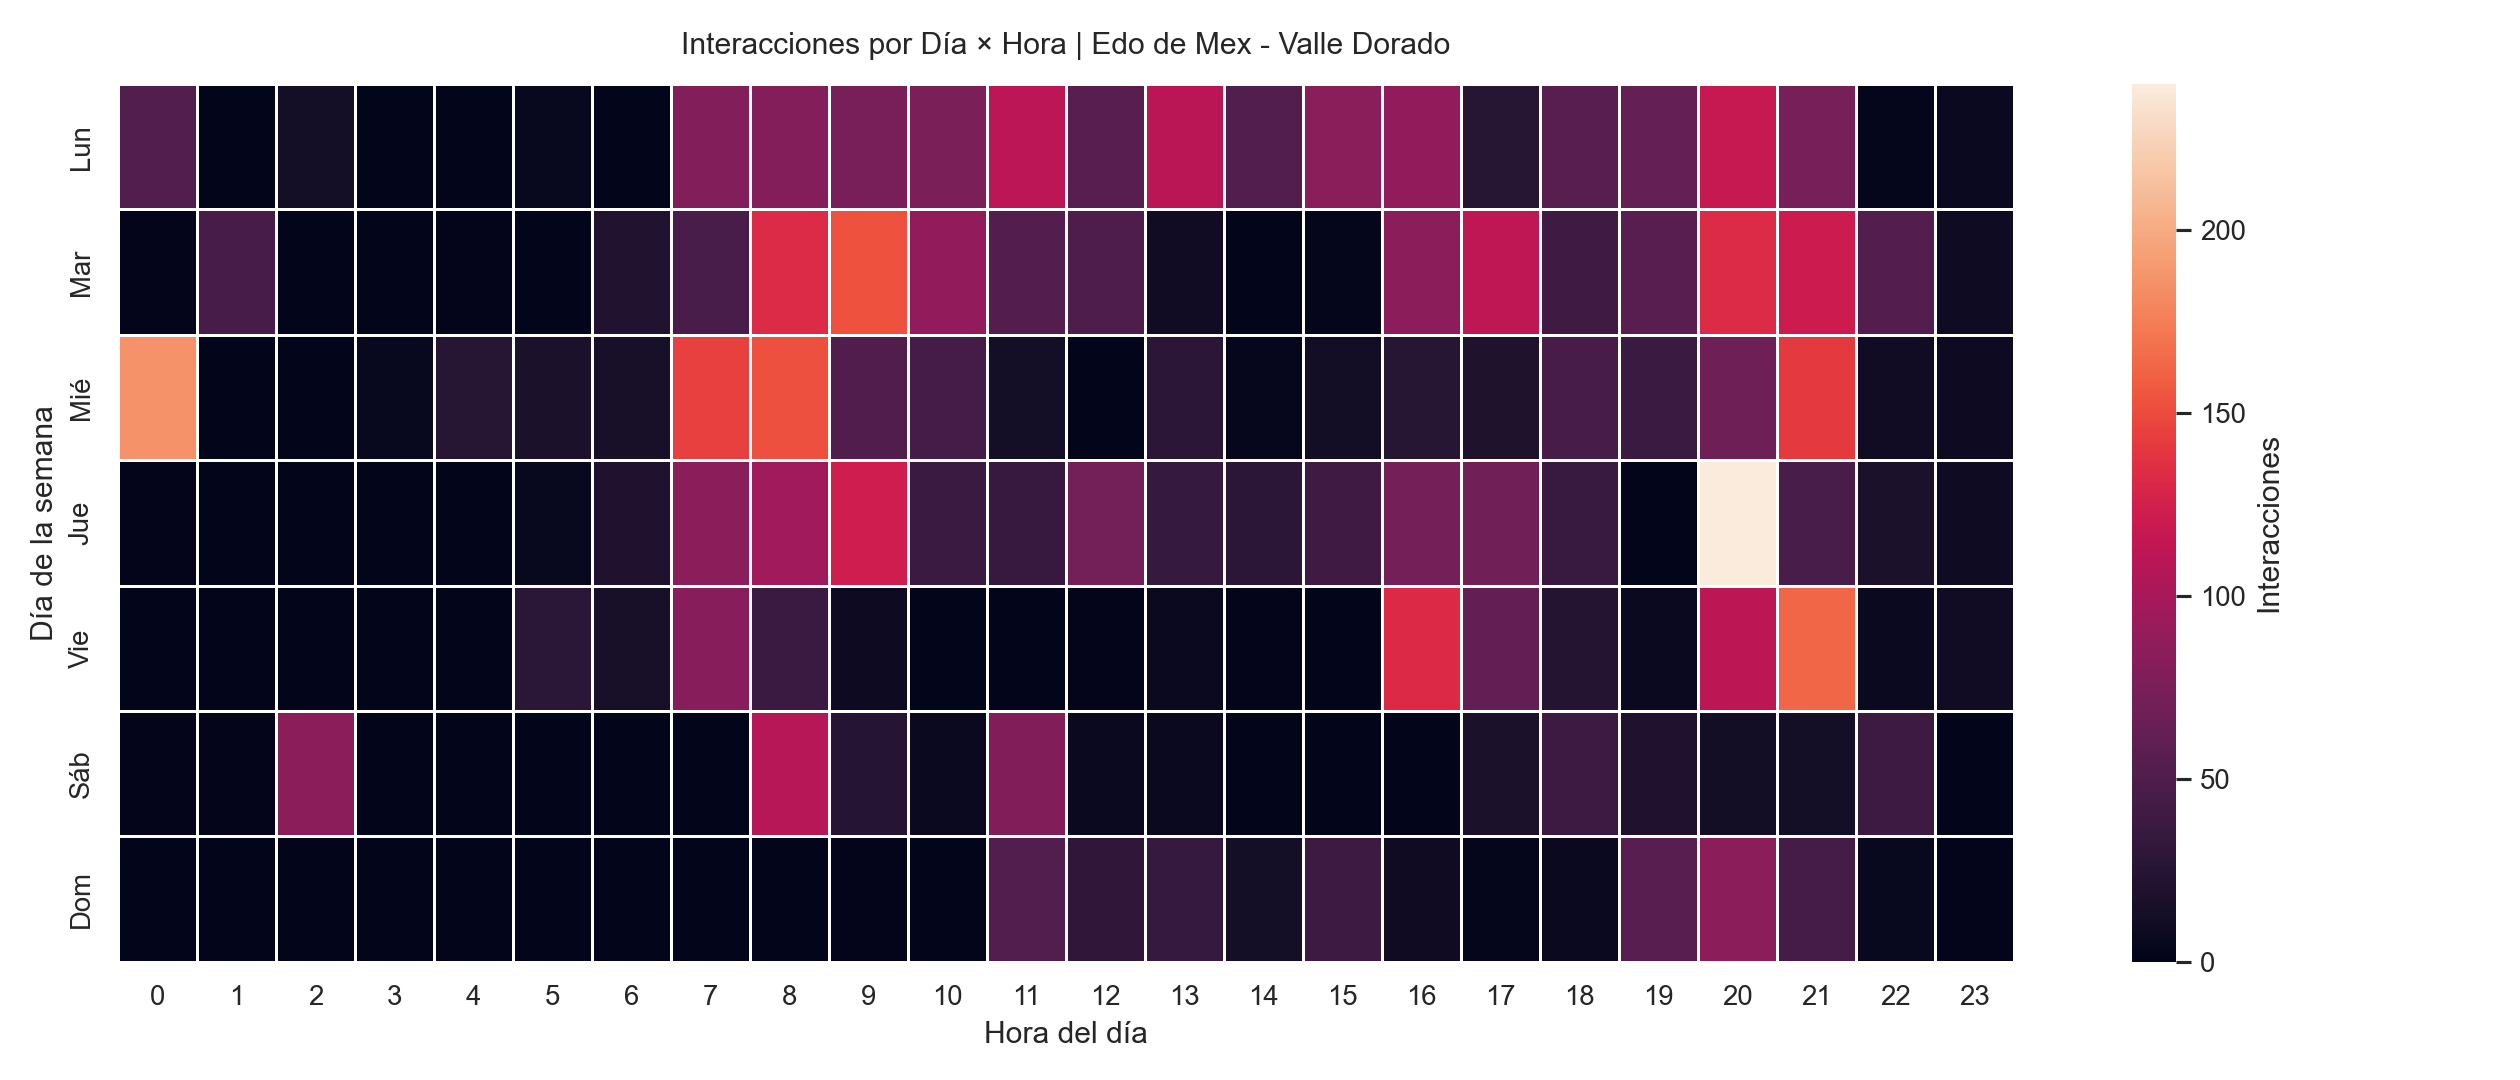 Interacciones por Día × Hora | Edo de Mex - Valle Dorado
Día de la semana
Lun
Mar
Mié
Jue
Vie
Sáb
Dom
0 1 2 3 4 5 6 7 8 9 10 11 12 13 14 15 16 17 18 19 20 21 22 23
Hora del día
200
150
100
50
0
Interacciones